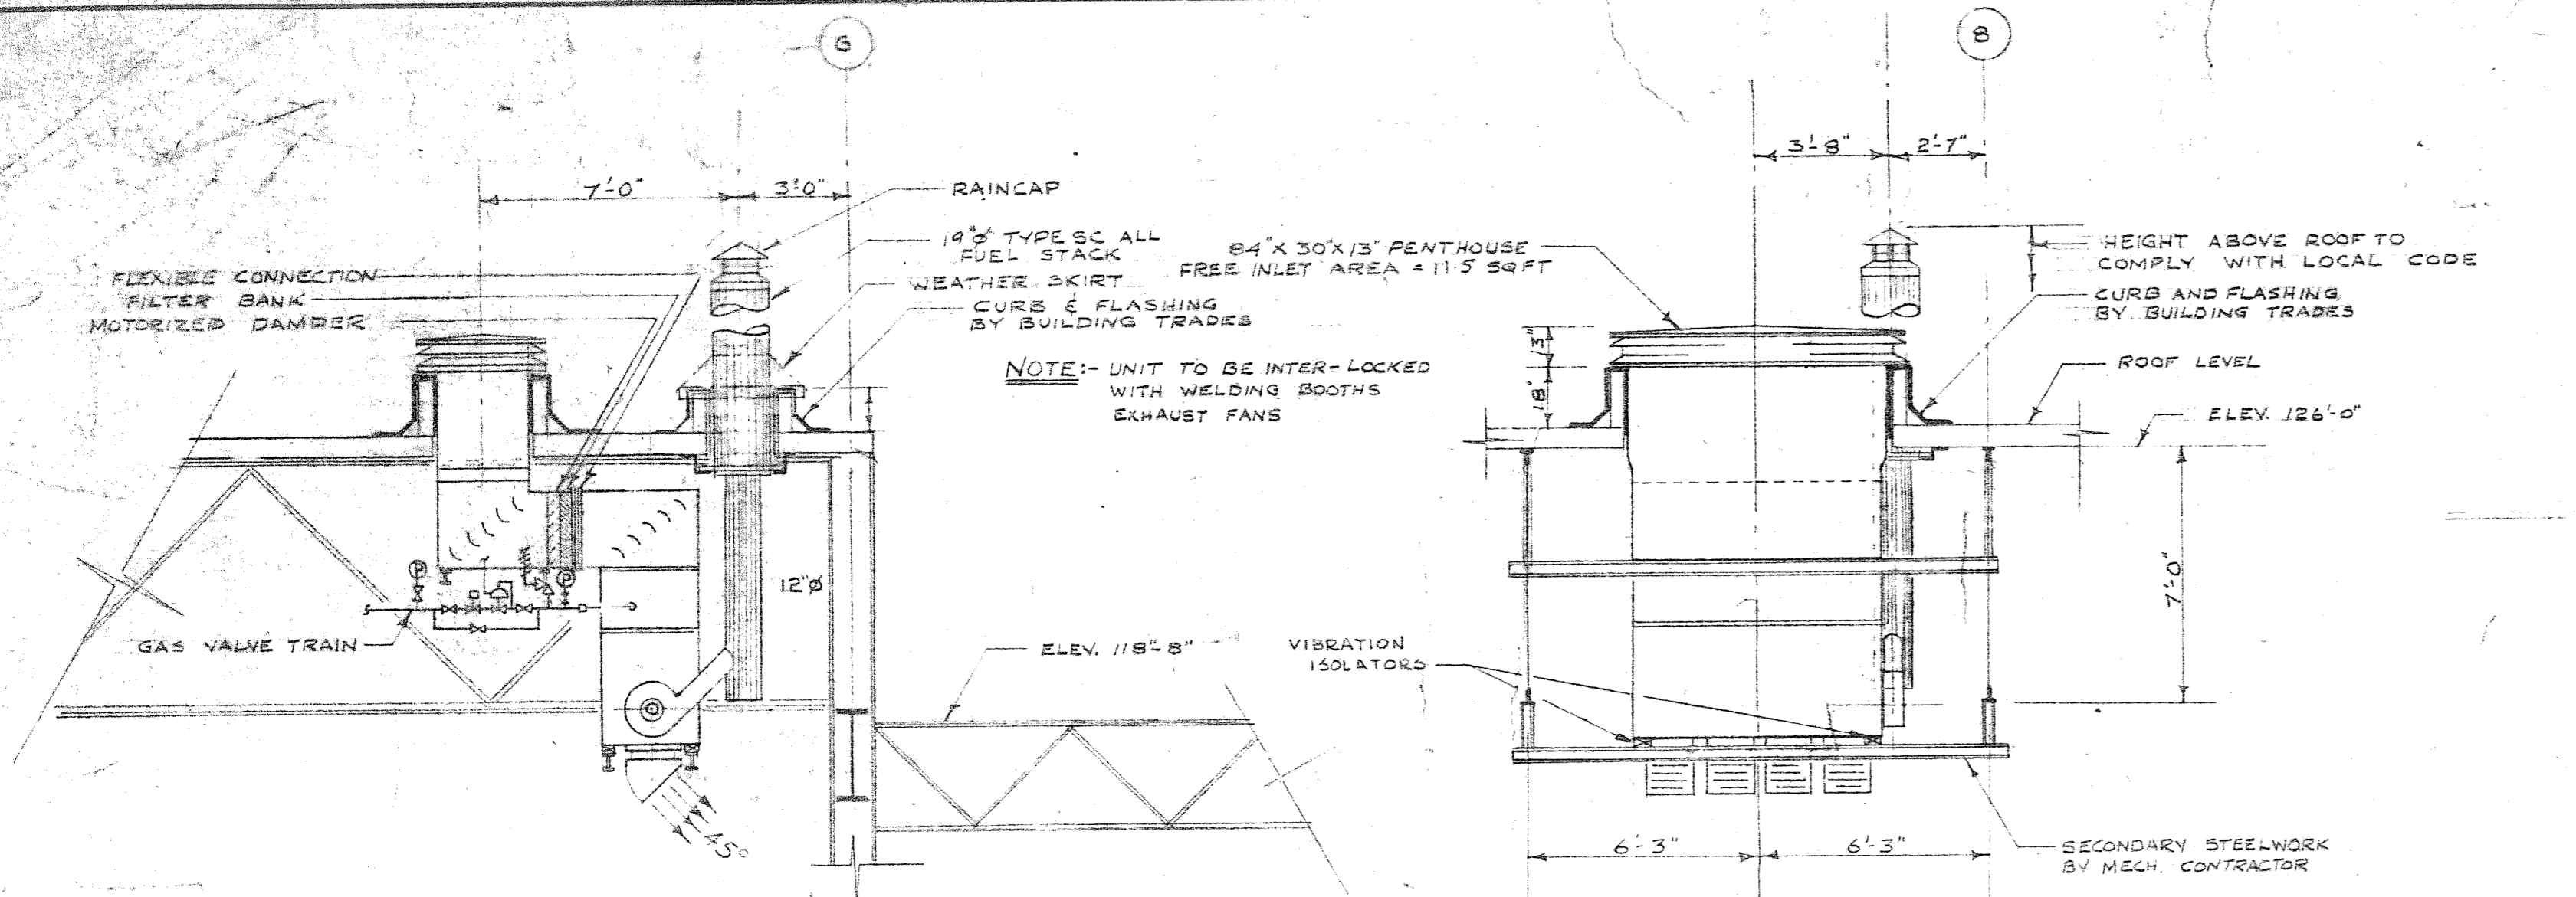 6
8
3'-8"
2'-7"
7'-0"
3'-0"
RAINCAP
19"ø TYPE SC ALL
FUEL STACK
WEATHER SKIRT
CURB & FLASHING
BY BUILDING TRADES
FLEXIBLE CONNECTION
FILTER BANK
MOTORIZED DAMPER
NOTE:- UNIT TO BE INTER-LOCKED
WITH WELDING BOOTHS
EXHAUST FANS
P
P
GAS VALVE TRAIN
12"ø
ELEV. 118'-8"
45°
84"X 30"X 13" PENTHOUSE
FREE INLET AREA = 11.5 SQ FT
HEIGHT ABOVE ROOF TO
COMPLY WITH LOCAL CODE
CURB AND FLASHING
BY BUILDING TRADES
ROOF LEVEL
ELEV. 126'-0"
13"
18"
7'-0"
VIBRATION
ISOLATORS
6'-3"
6'-3"
SECONDARY STEELWORK
BY MECH. CONTRACTOR